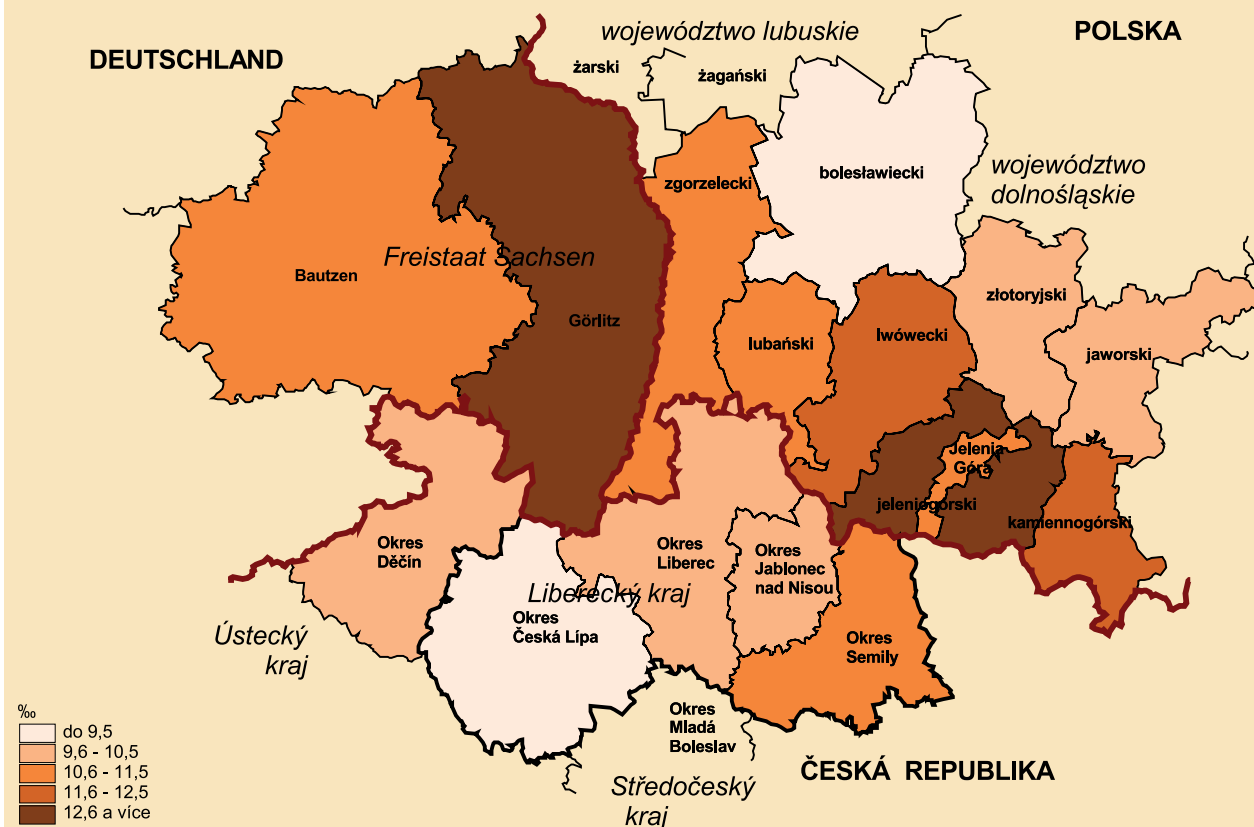 województwo lubuskie
POLSKA
DEUTSCHLAND
żarski
żagański
bolesławiecki
województwo
dolnośląskie
zgorzelecki
Freistaat Sachsen
Bautzen
złotoryjski
Görlitz
lubański
lwówecki
jaworski
Jelenia
Góra
jeleniogórski
kamiennogórski
Okres
Děčín
Okres
Liberec
Okres
Jablonec
nad Nisou
Liberecký kraj
Okres
Česká Lípa
Ústecký
kraj
Okres
Semily
Okres
Mladá
Boleslav
ČESKÁ REPUBLIKA
Středočeský
kraj
‰
do 9,5
9,6 - 10,5
10,6 - 11,5
11,6 - 12,5
12,6 a více